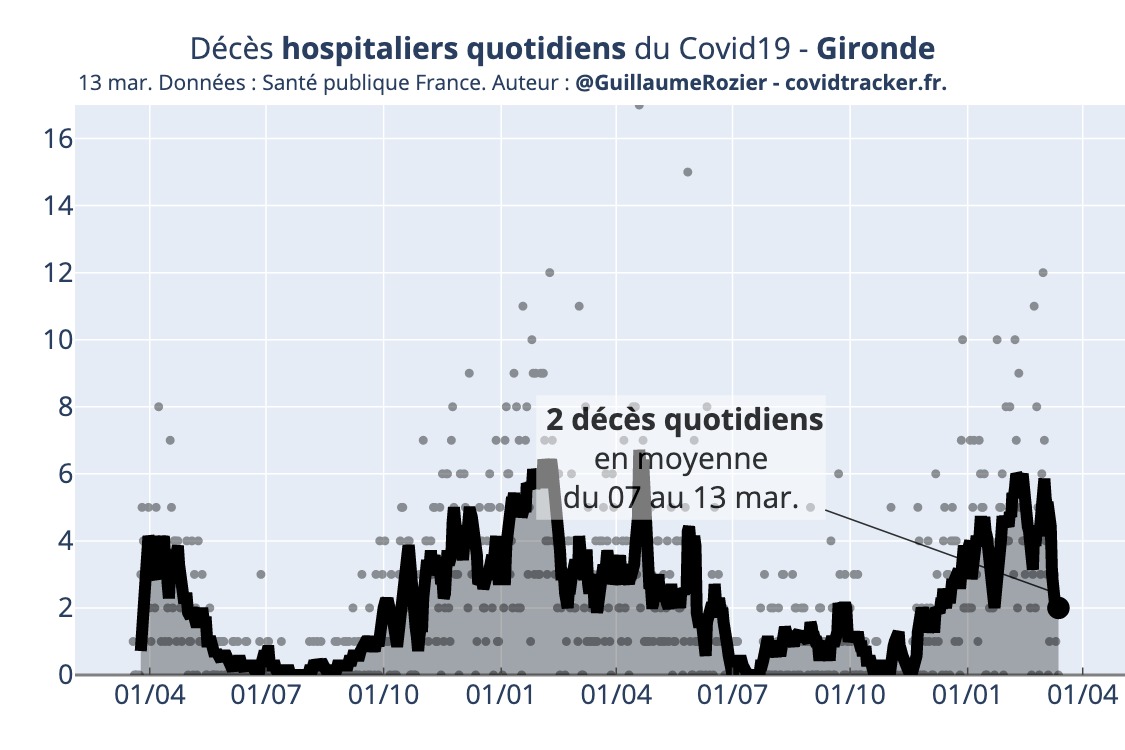 Décès hospitaliers quotidiens du Covid19 - Gironde
13 mar. Données : Santé publique France. Auteur : @GuillaumeRozier - covidtracker.fr.
16
14
12
10
8
2 décès quotidiens
en moyenne
du 07 au 13 mar.
6
4
2
0
01/04 01/07 01/10 01/01 01/04 01/07 01/10 01/01 01/04